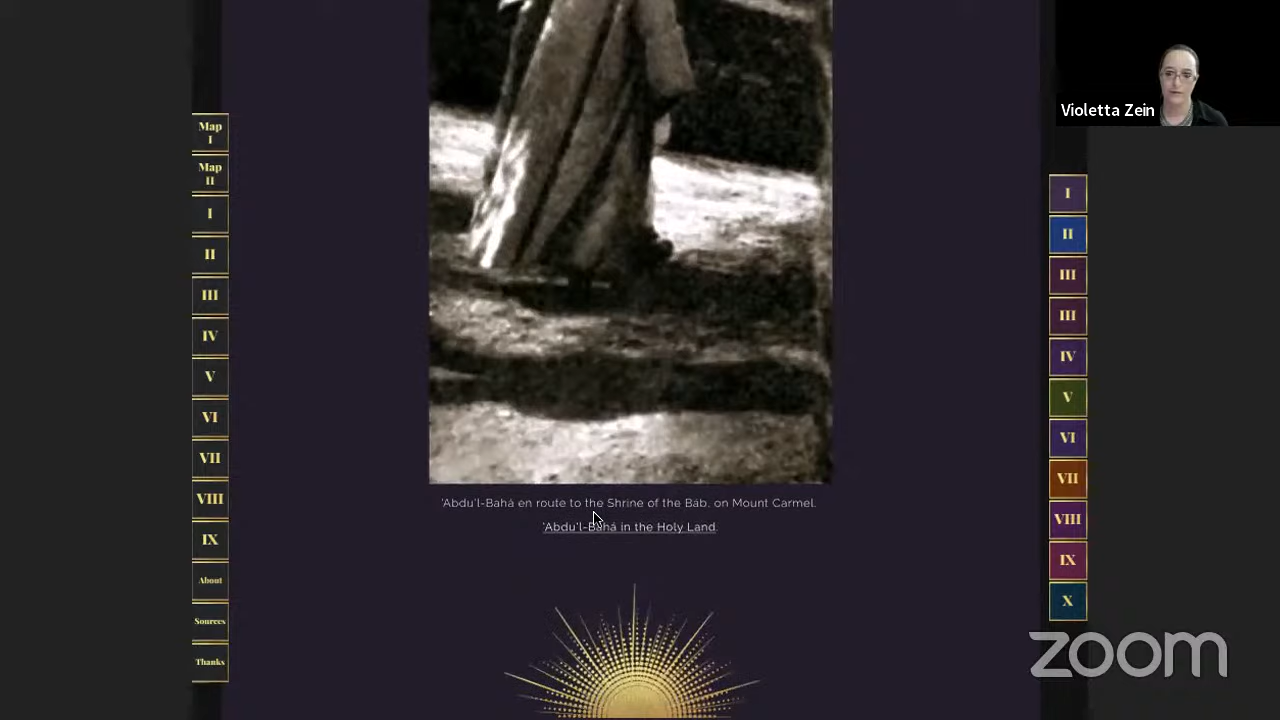 Violetta Zein
Map
I
Map
II
I
II
III
IV
V
VI
VII
VIII
IX
About
Sources
Thanks
'Abdu'l-Bahá en route to the Shrine of the Báb, on Mount Carmel.
'Abdu'l-Bahá in the Holy Land.
I
II
III
III
IV
V
VI
VII
VIII
IX
X
zoom